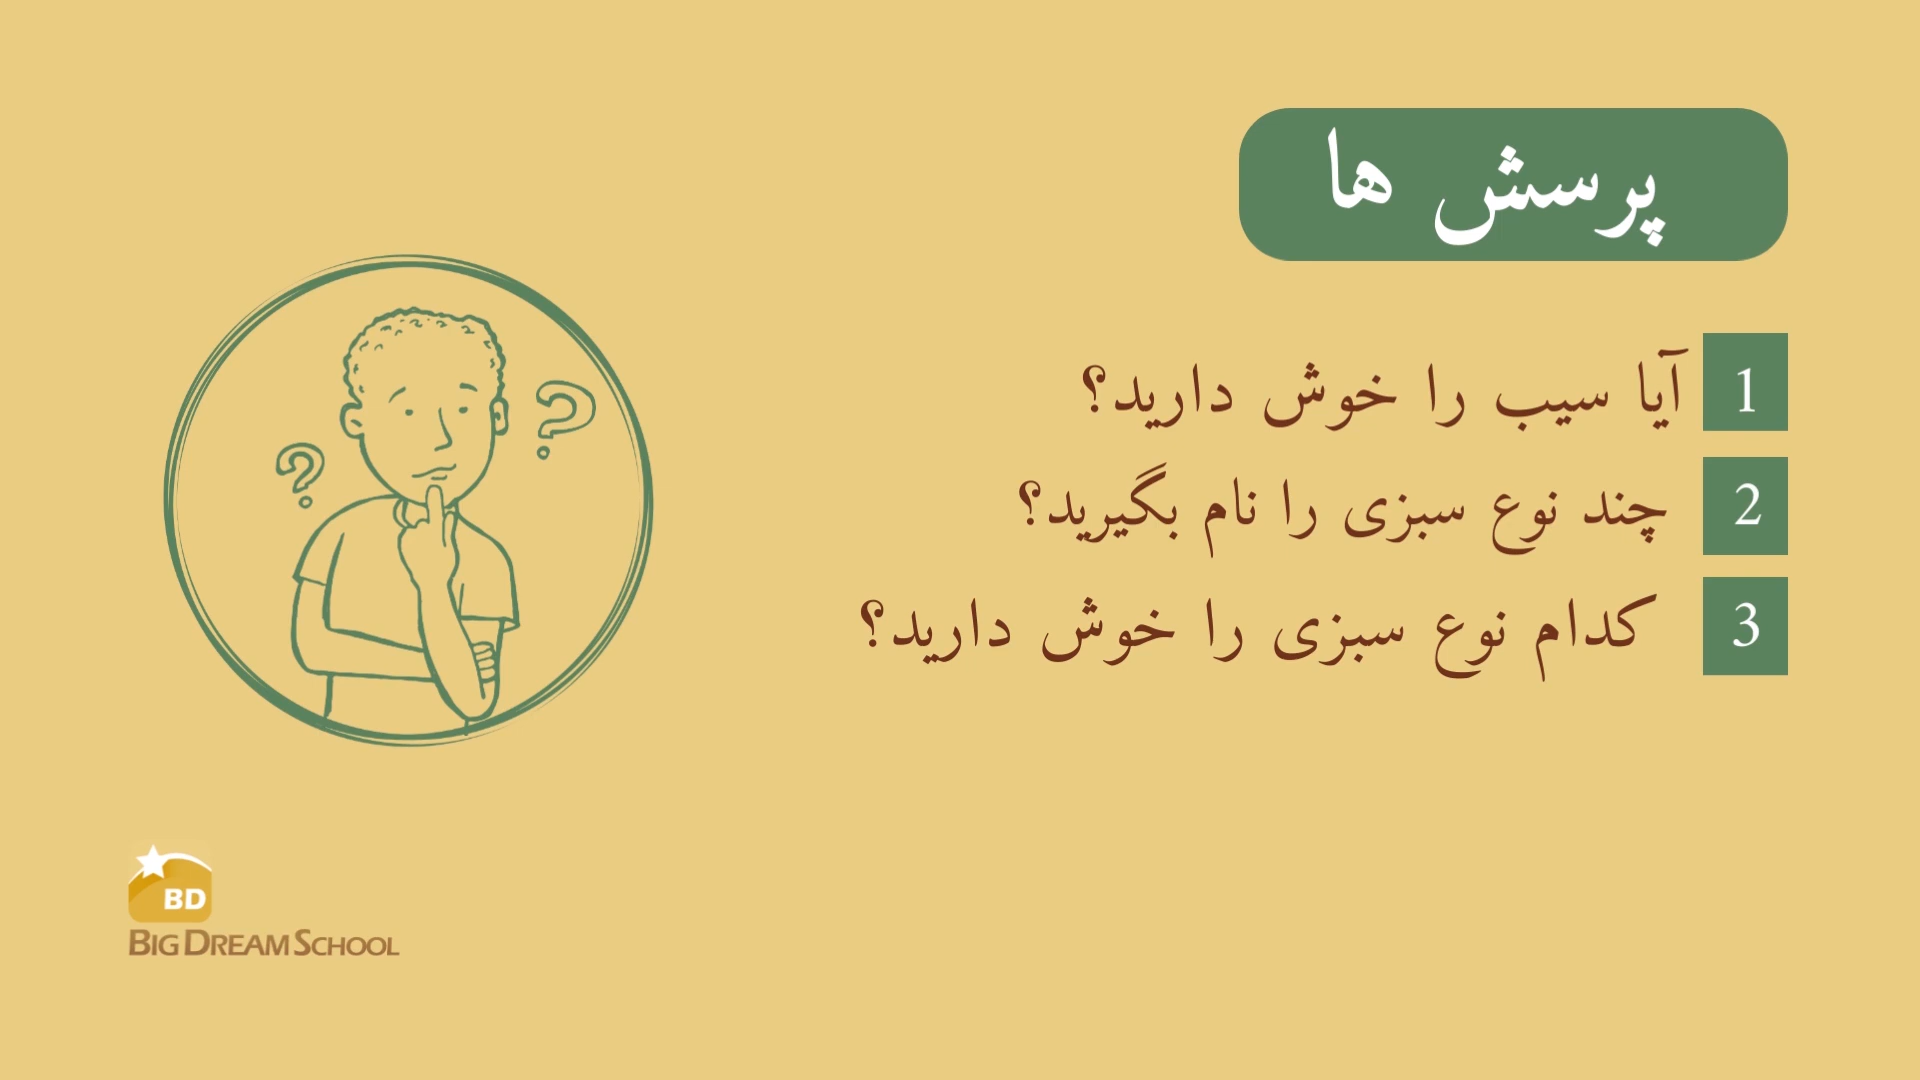 پرسش ها
1 آیا سیب را خوش دارید؟
2 چند نوع سبزی را نام بگیرید؟
3 کدام نوع سبزی را خوش دارید؟
? ?
BD
BIG DREAM SCHOOL